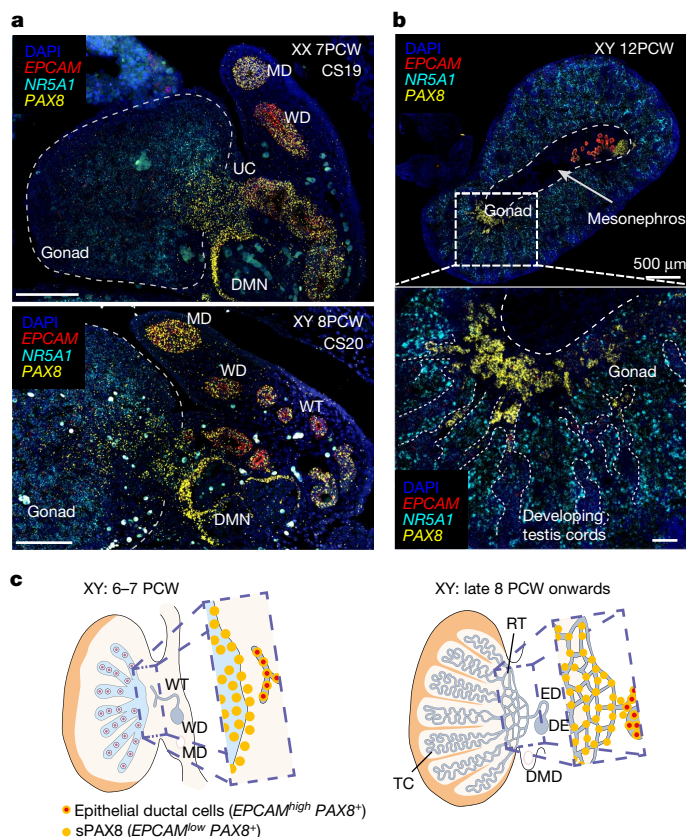 a
DAPI
EPCAM
NR5A1
PAX8
XX 7PCW
CS19
MD
WD
UC
Gonad
DMN
DAPI
EPCAM
NR5A1
PAX8
XY 8PCW
CS20
MD
WD
WT
Gonad
DMN
b
DAPI
EPCAM
NR5A1
PAX8
XY 12PCW
Gonad
Mesonephros
500 μm
Gonad
DAPI
EPCAM
NR5A1
PAX8
Developing
testis cords
c
XY: 6–7 PCW
WT
WD
MD
XY: late 8 PCW onwards
RT
ED
DE
DMD
TC
Epithelial ductal cells (EPCAMhigh PAX8+)
sPAX8 (EPCAMlow PAX8+)